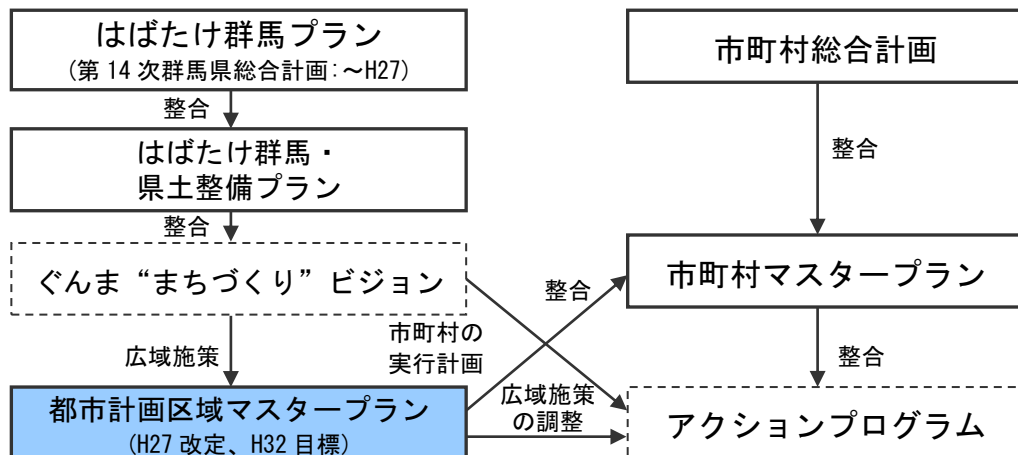 はばたけ群馬プラン
(第14次群馬県総合計画:～H27)
市町村総合計画
整合
はばたけ群馬・
県土整備プラン
整合
整合
ぐんま“まちづくり”ビジョン
市町村マスタープラン
整合
市町村の
実行計画
広域施策
整合
都市計画区域マスタープラン
(H27改定、H32目標)
広域施策
の調整
アクションプログラム